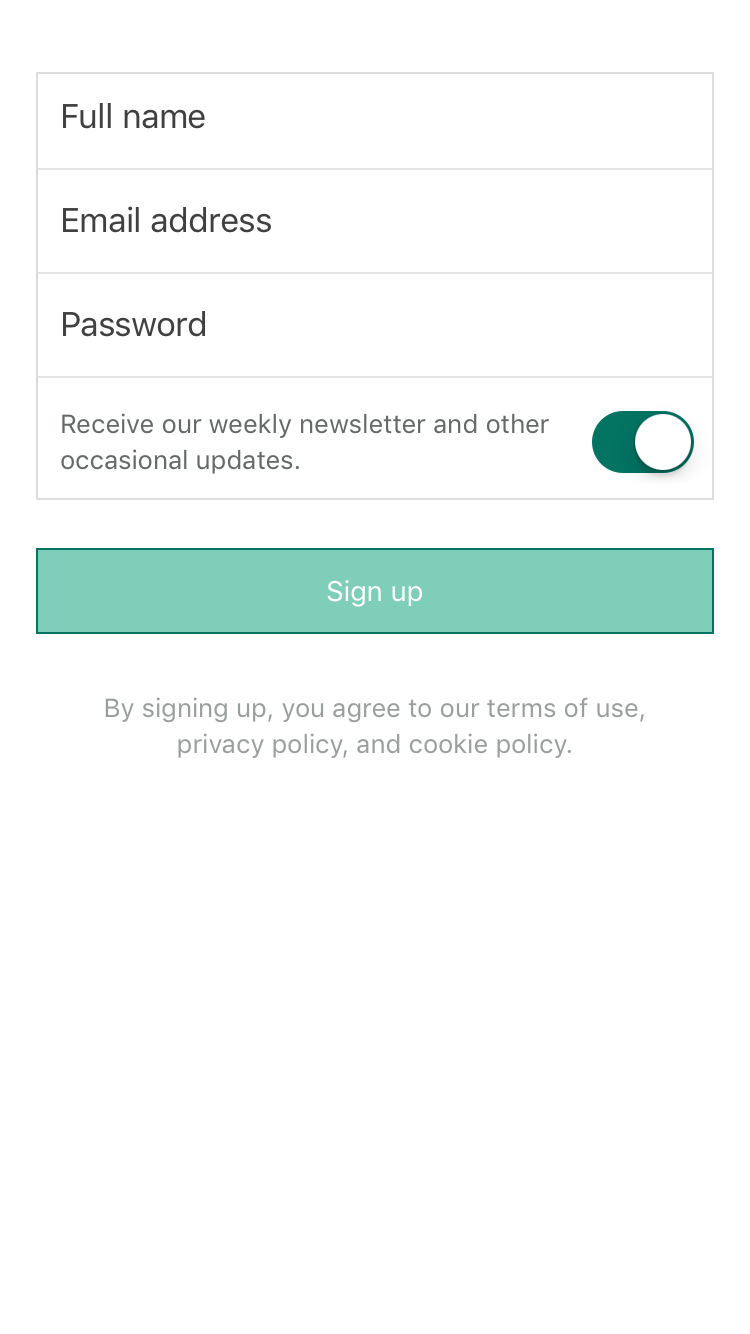 Full name
Email address
Password
Receive our weekly newsletter and other
occasional updates.
Sign up
By signing up, you agree to our terms of use,
privacy policy, and cookie policy.